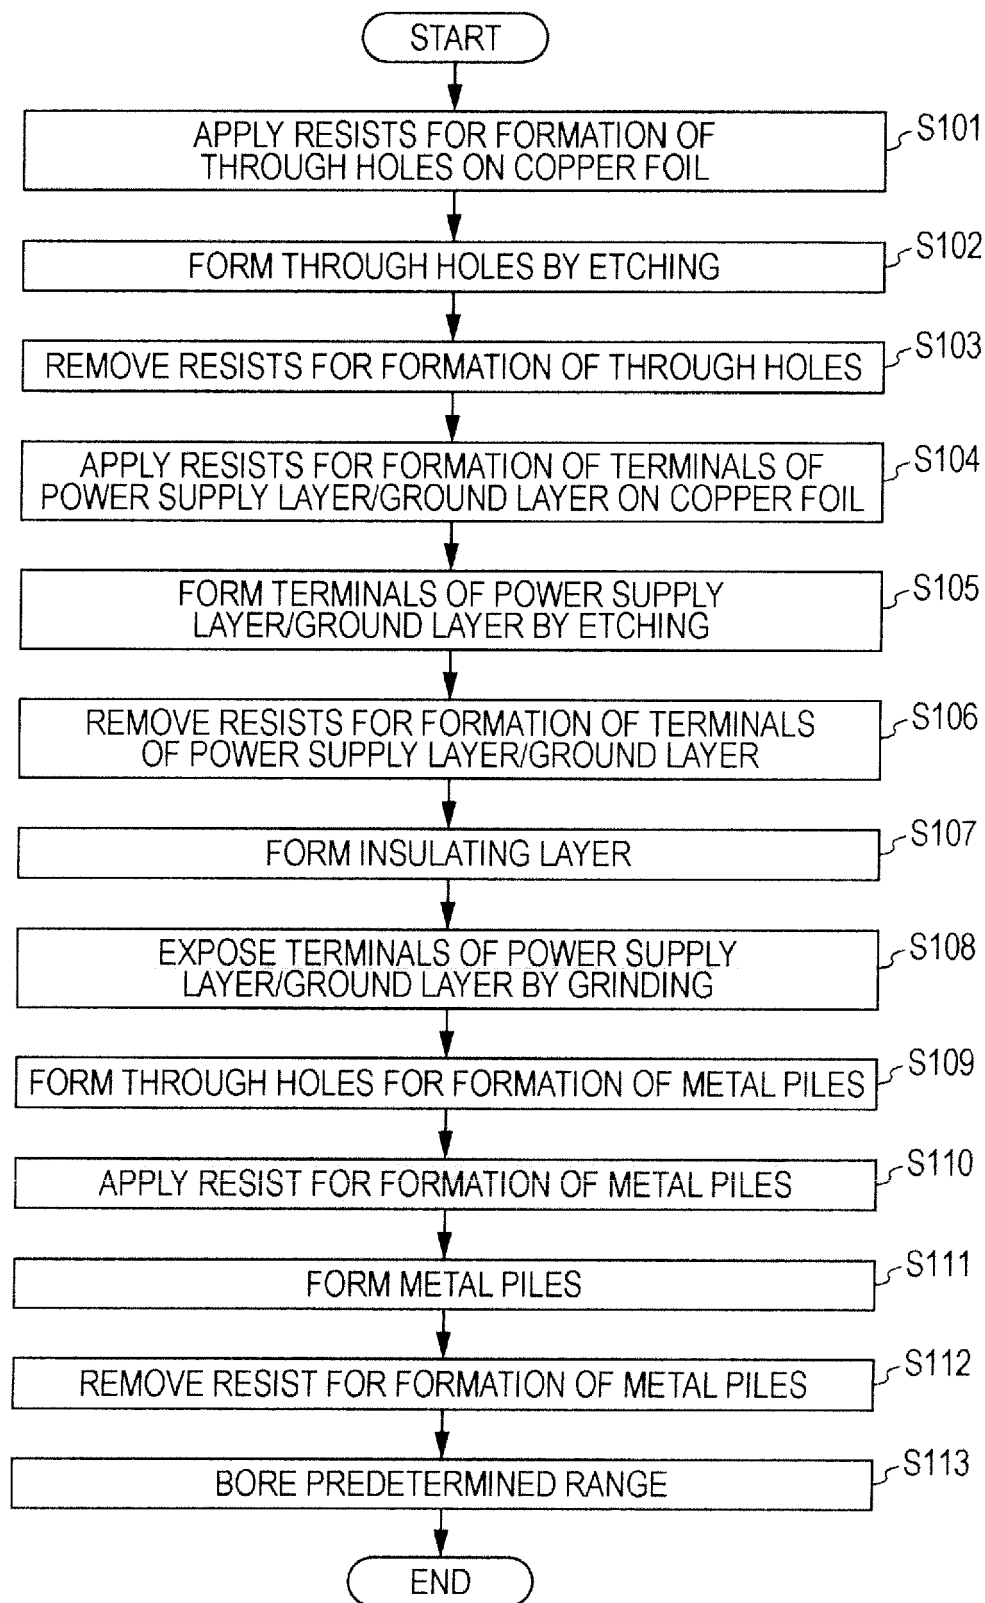 START
APPLY RESISTS FOR FORMATION OF
THROUGH HOLES ON COPPER FOIL
S101
FORM THROUGH HOLES BY ETCHING
S102
REMOVE RESISTS FOR FORMATION OF THROUGH HOLES
S103
APPLY RESISTS FOR FORMATION OF TERMINALS OF
POWER SUPPLY LAYER/GROUND LAYER ON COPPER FOIL
S104
FORM TERMINALS OF POWER SUPPLY
LAYER/GROUND LAYER BY ETCHING
S105
REMOVE RESISTS FOR FORMATION OF TERMINALS
OF POWER SUPPLY LAYER/GROUND LAYER
S106
FORM INSULATING LAYER
S107
EXPOSE TERMINALS OF POWER SUPPLY
LAYER/GROUND LAYER BY GRINDING
S108
FORM THROUGH HOLES FOR FORMATION OF METAL PILES
S109
APPLY RESIST FOR FORMATION OF METAL PILES
S110
FORM METAL PILES
S111
REMOVE RESIST FOR FORMATION OF METAL PILES
S112
BORE PREDETERMINED RANGE
S113
END